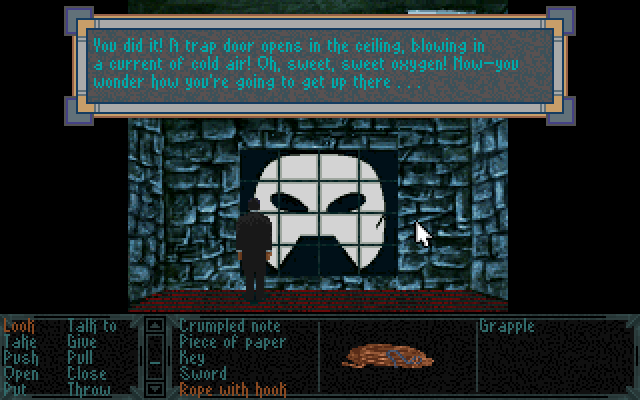 You did it! A trap door opens in the ceiling, blowing in
a current of cold air! Oh, sweet, sweet oxygen! Now—you
wonder how you're going to get up there . . .
Look Talk to Crumpled note Grapple
Take Give Piece of paper
Push Pull Key
Open Close Sword
Put Throw Rope with hook